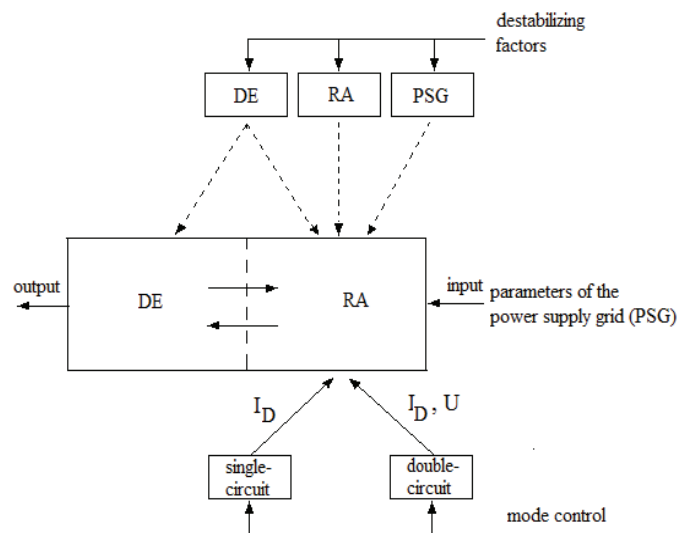 destabilizing
factors
DE
RA
PSG
output
DE
RA
input
parameters of the
power supply grid (PSG)
I_D
I_D , U
single-
circuit
double-
circuit
mode control